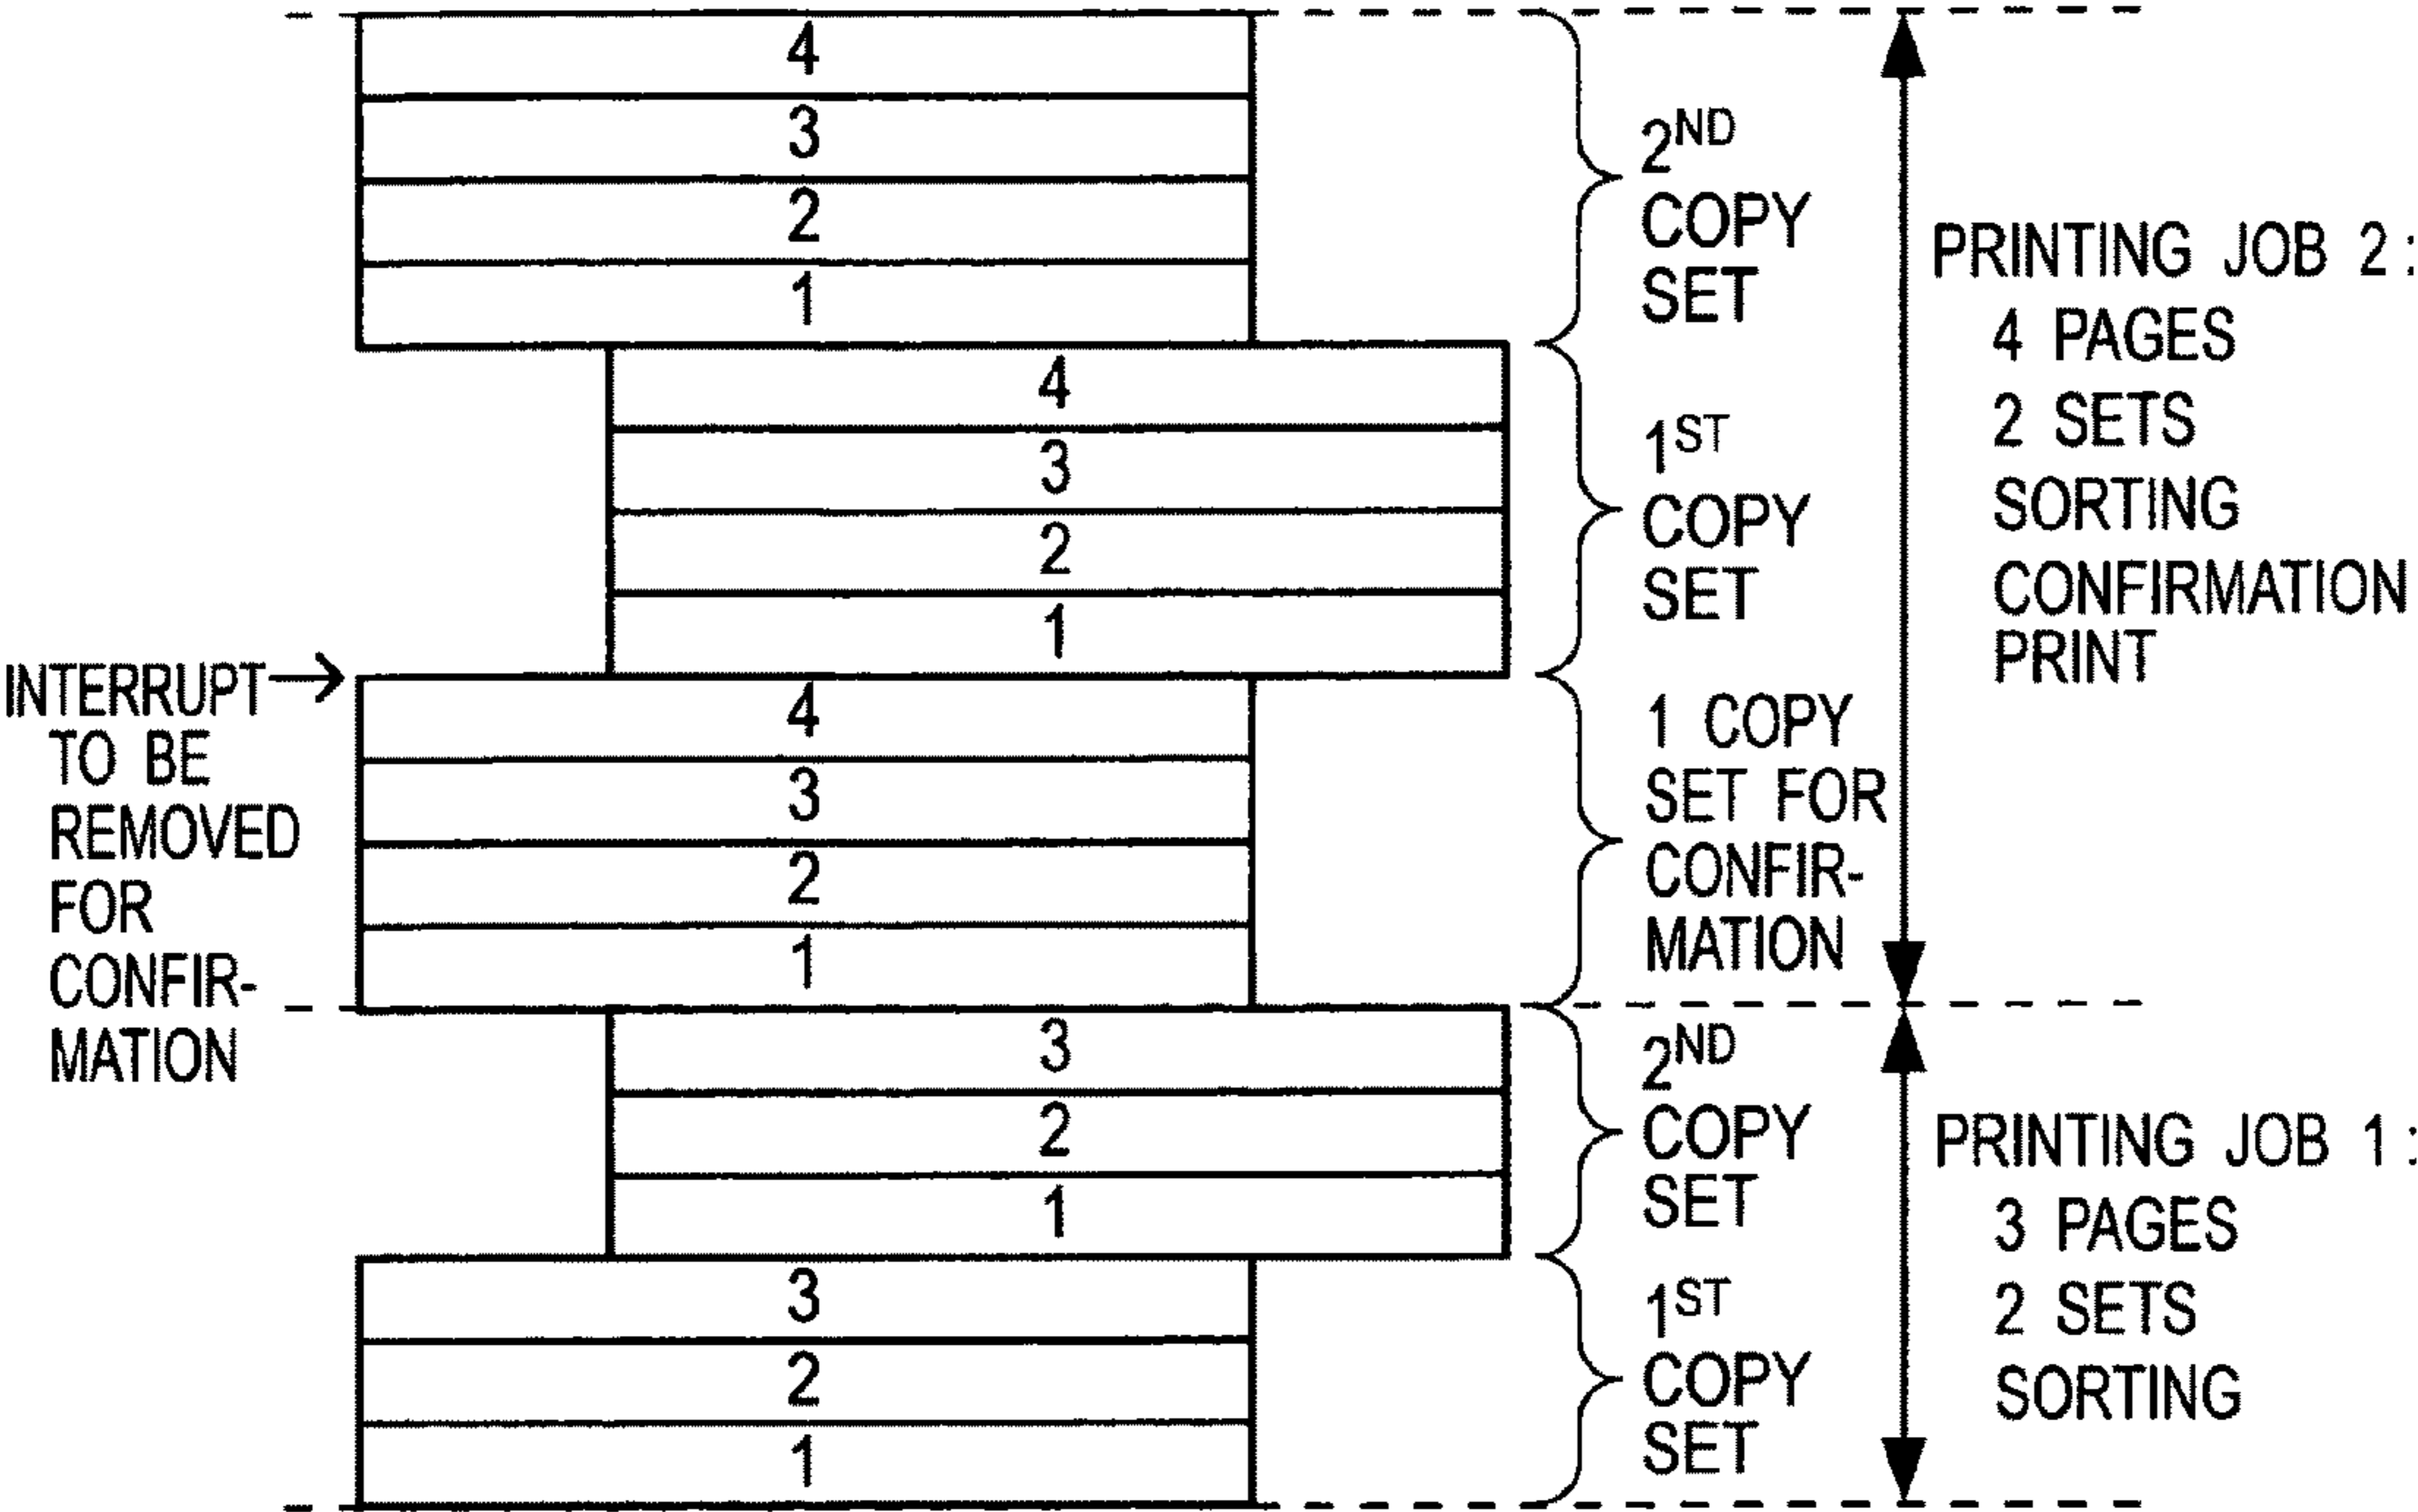 4
3
2
1
2ND
COPY
SET
4
3
2
1
1ST
COPY
SET
PRINTING JOB 2 :
4 PAGES
2 SETS
SORTING
CONFIRMATION
PRINT
INTERRUPT
TO BE
REMOVED
FOR
CONFIR-
MATION
4
3
2
1
1 COPY
SET FOR
CONFIR-
MATION
3
2
1
2ND
COPY
SET
3
2
1
1ST
COPY
SET
PRINTING JOB 1 :
3 PAGES
2 SETS
SORTING